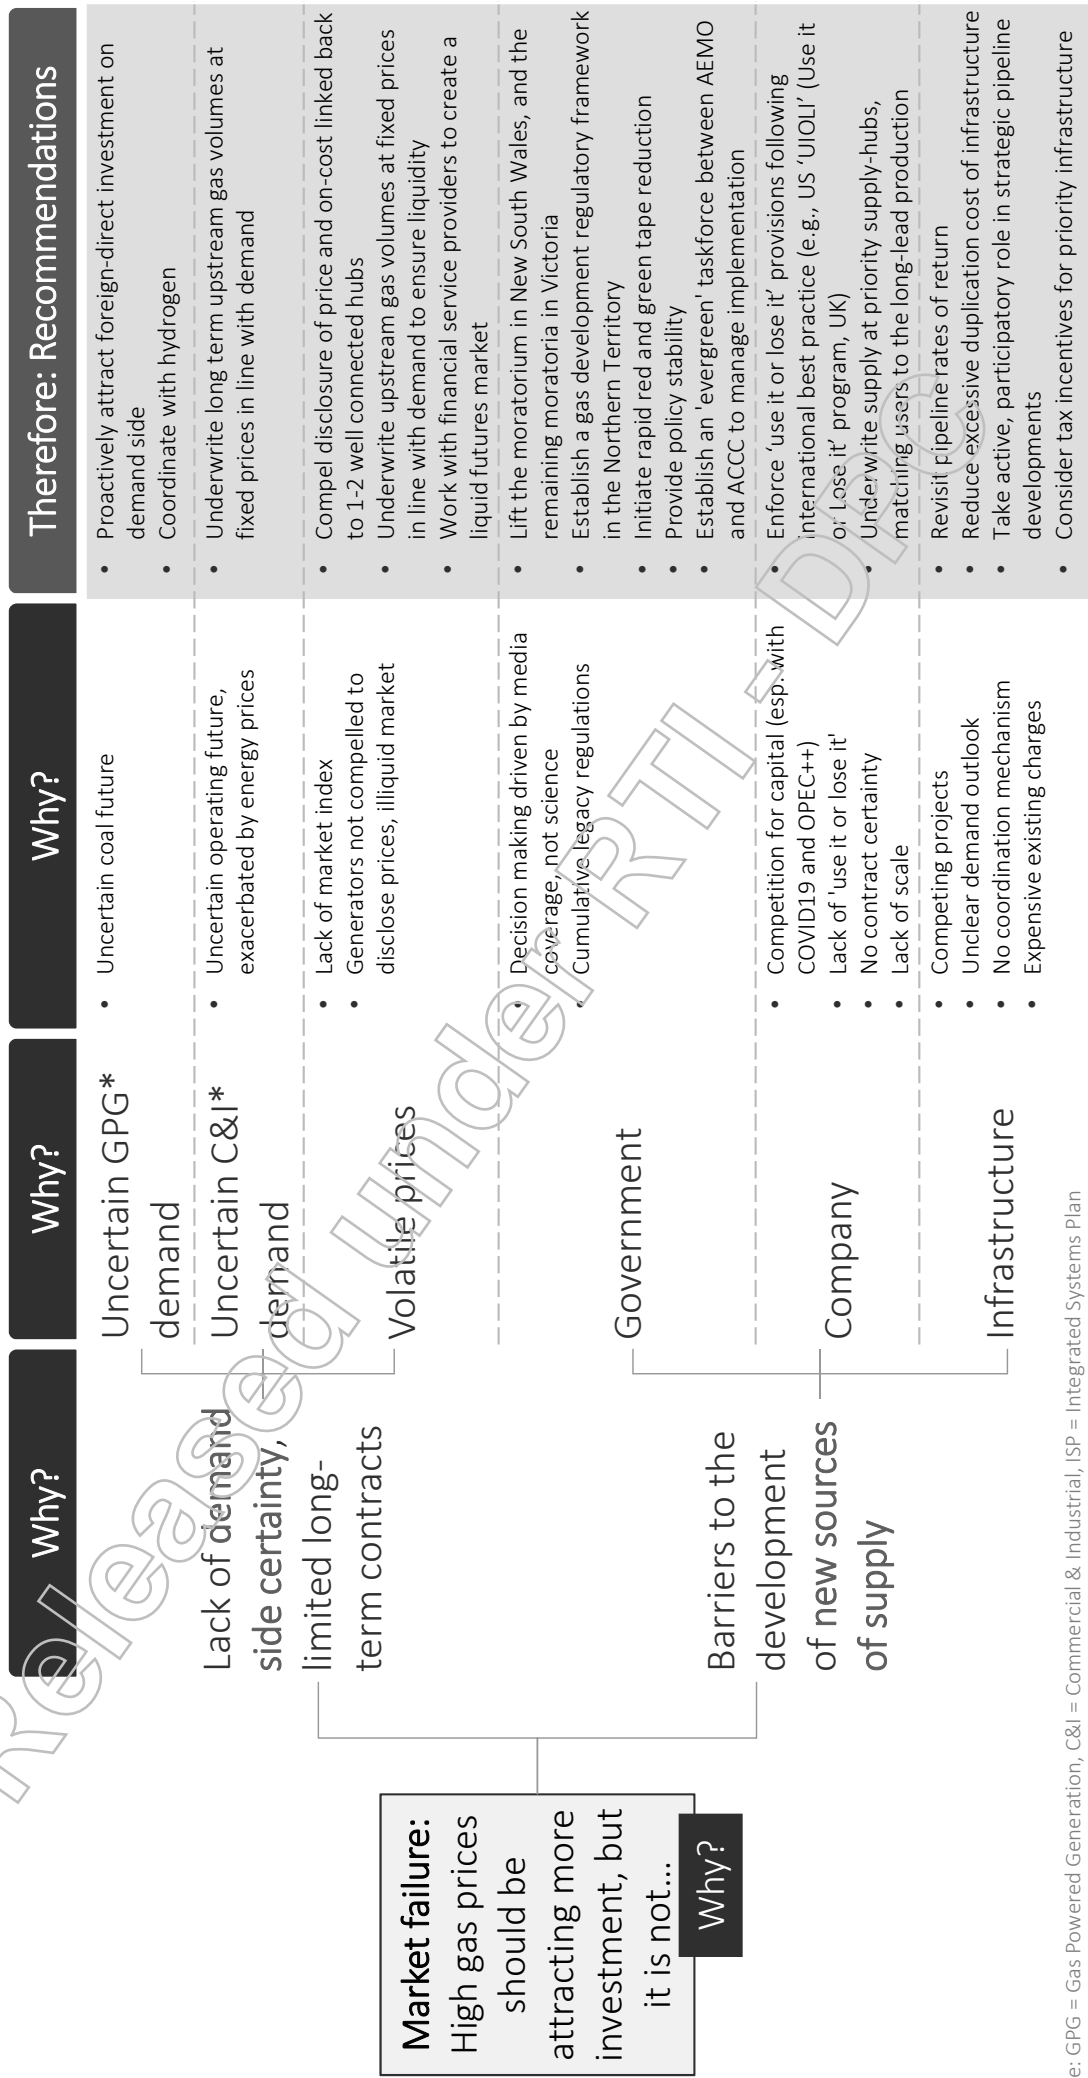 Why?
Why?
Why?
Therefore: Recommendations
Market failure:
High gas prices
should be
attracting more
investment, but
it is not…
Why?
Lack of demand
side certainty,
limited long-
term contracts
Uncertain GPG*
demand
• Uncertain coal future
• Proactively attract foreign-direct investment on
demand side
• Coordinate with hydrogen
Uncertain C&I*
demand
• Uncertain operating future,
exacerbated by energy prices
• Underwrite long term upstream gas volumes at
fixed prices in line with demand
Volatile prices
• Lack of market index
• Generators not compelled to
disclose prices, illiquid market
• Compel disclosure of price and on-cost linked back
to 1-2 well connected hubs
• Underwrite upstream gas volumes at fixed prices
in line with demand to ensure liquidity
• Work with financial service providers to create a
liquid futures market
Barriers to the
development
of new sources
of supply
Government
• Decision making driven by media
coverage, not science
• Cumulative legacy regulations
• Lift the moratorium in New South Wales, and the
remaining moratoria in Victoria
• Establish a gas development regulatory framework
in the Northern Territory
• Initiate rapid red and green tape reduction
• Provide policy stability
• Establish an 'evergreen' taskforce between AEMO
and ACCC to manage implementation
Company
• Competition for capital (esp. with
COVID19 and OPEC++)
• Lack of 'use it or lose it'
• No contract certainty
• Lack of scale
• Enforce ‘use it or lose it’ provisions following
international best practice (e.g., US ‘UIOLI’ (Use it
or Lose it’ program, UK)
• Underwrite supply at priority supply-hubs,
matching users to the long-lead production
Infrastructure
• Competing projects
• Unclear demand outlook
• No coordination mechanism
• Expensive existing charges
• Revisit pipeline rates of return
• Reduce excessive duplication cost of infrastructure
• Take active, participatory role in strategic pipeline
developments
• Consider tax incentives for priority infrastructure
e: GPG = Gas Powered Generation, C&I = Commercial & Industrial, ISP = Integrated Systems Plan
Released under RTI - DPC